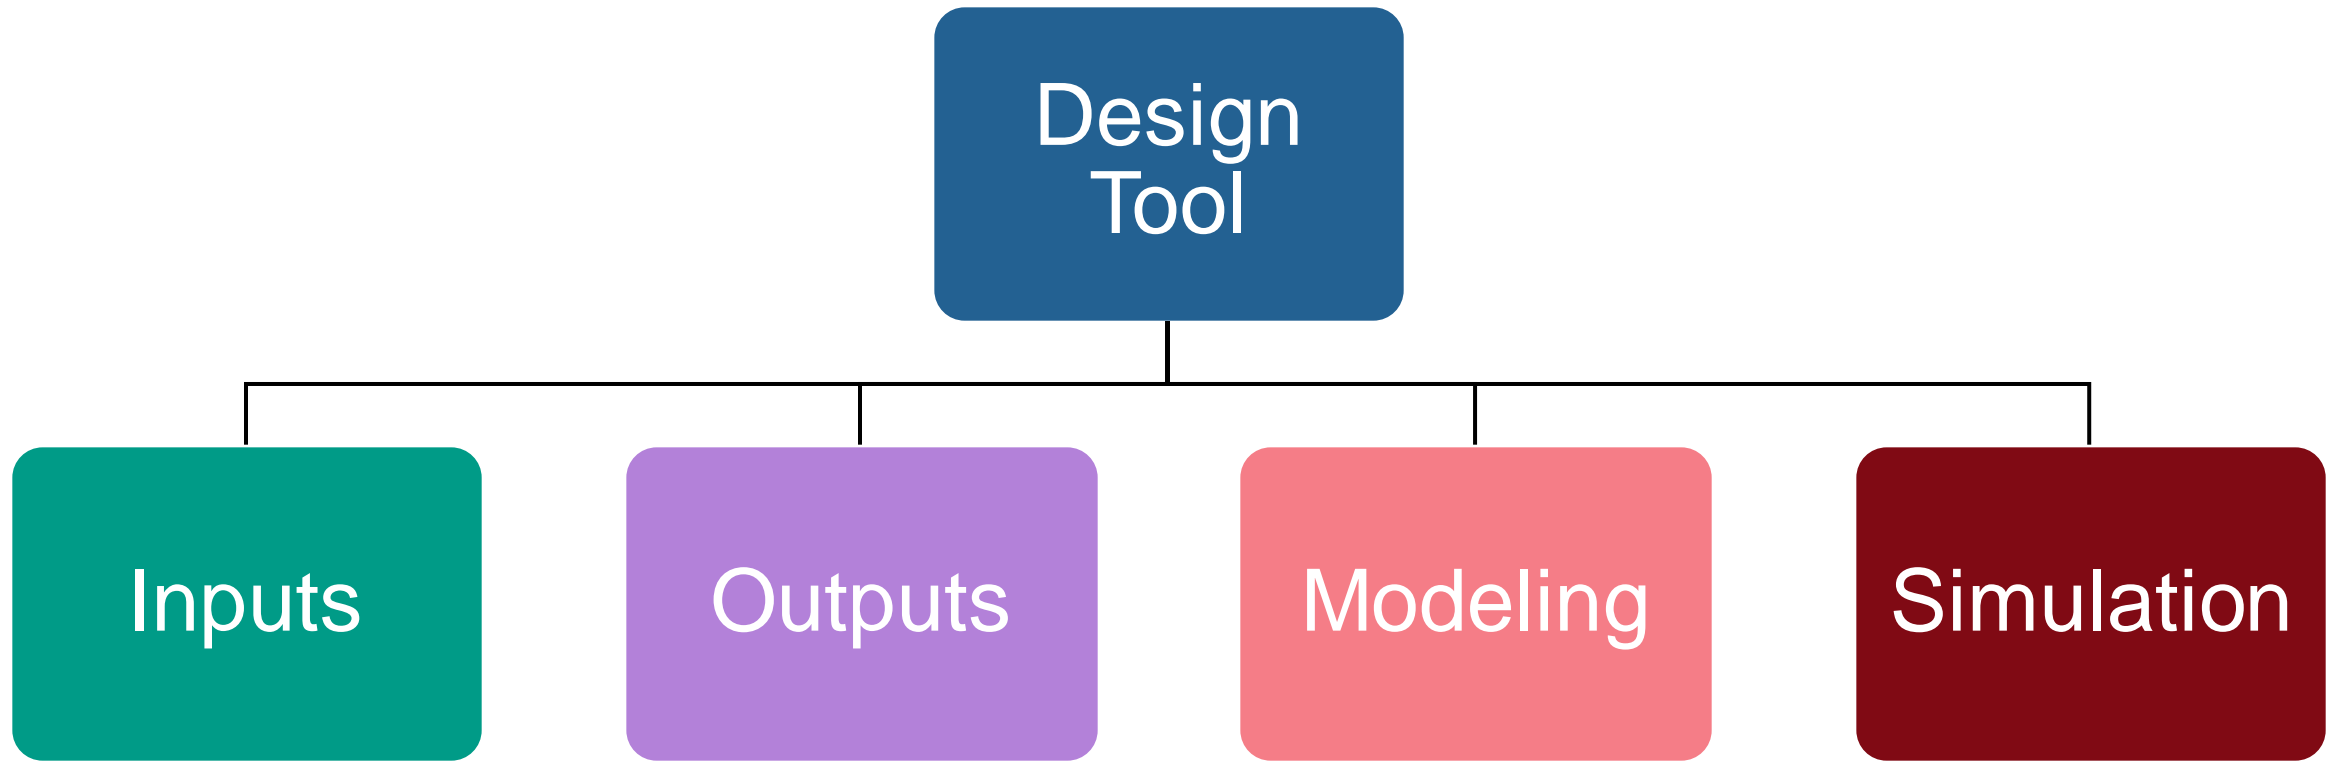 Design
Tool
Inputs
Outputs
Modeling
Simulation